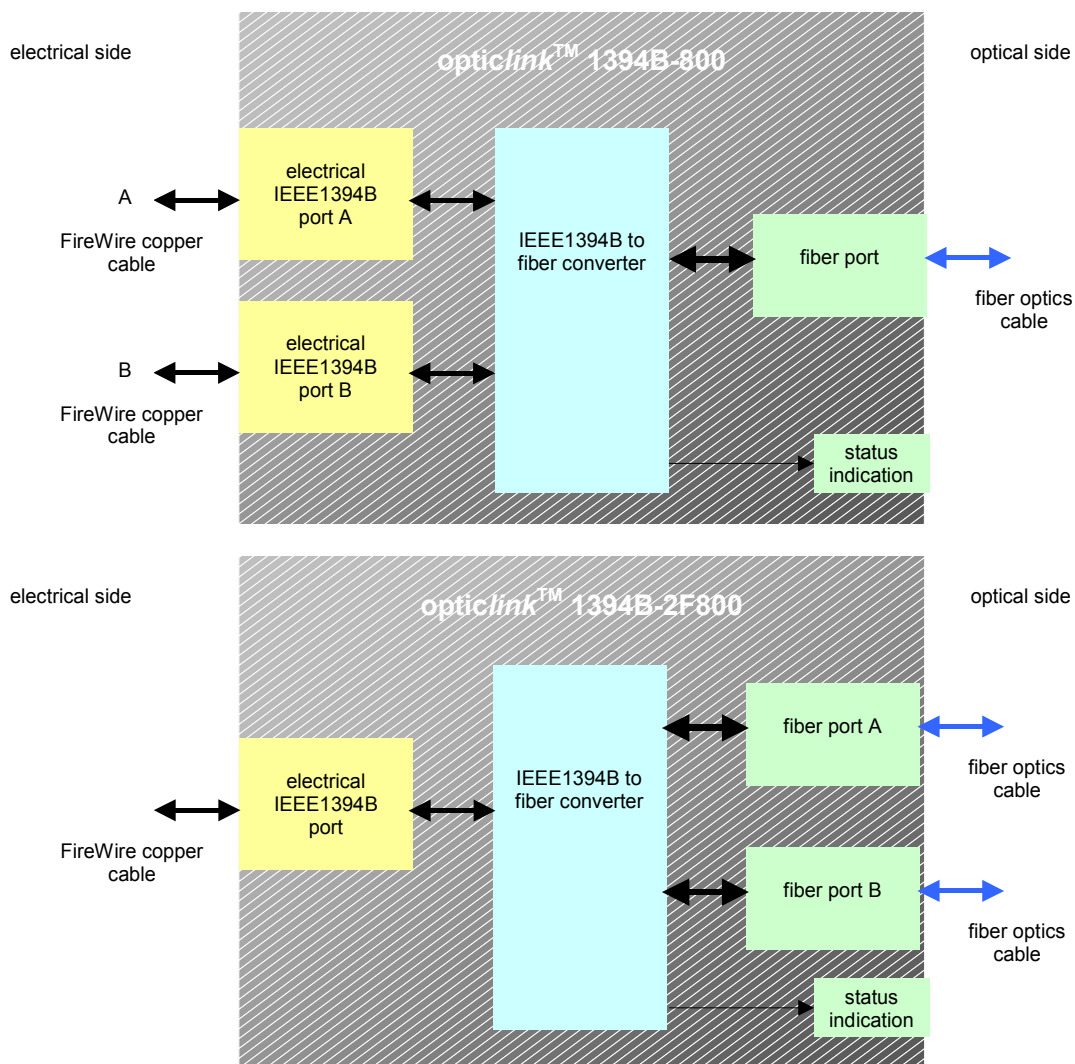 electrical side
opticlink™ 1394B-800
optical side
electrical
IEEE1394B
port A
A
FireWire copper
cable
IEEE1394B to
fiber converter
fiber port
fiber optics
cable
electrical
IEEE1394B
port B
B
FireWire copper
cable
status
indication
electrical side
opticlink™ 1394B-2F800
optical side
electrical
IEEE1394B
port
FireWire copper
cable
IEEE1394B to
fiber converter
fiber port A
fiber optics
cable
fiber port B
fiber optics
cable
status
indication